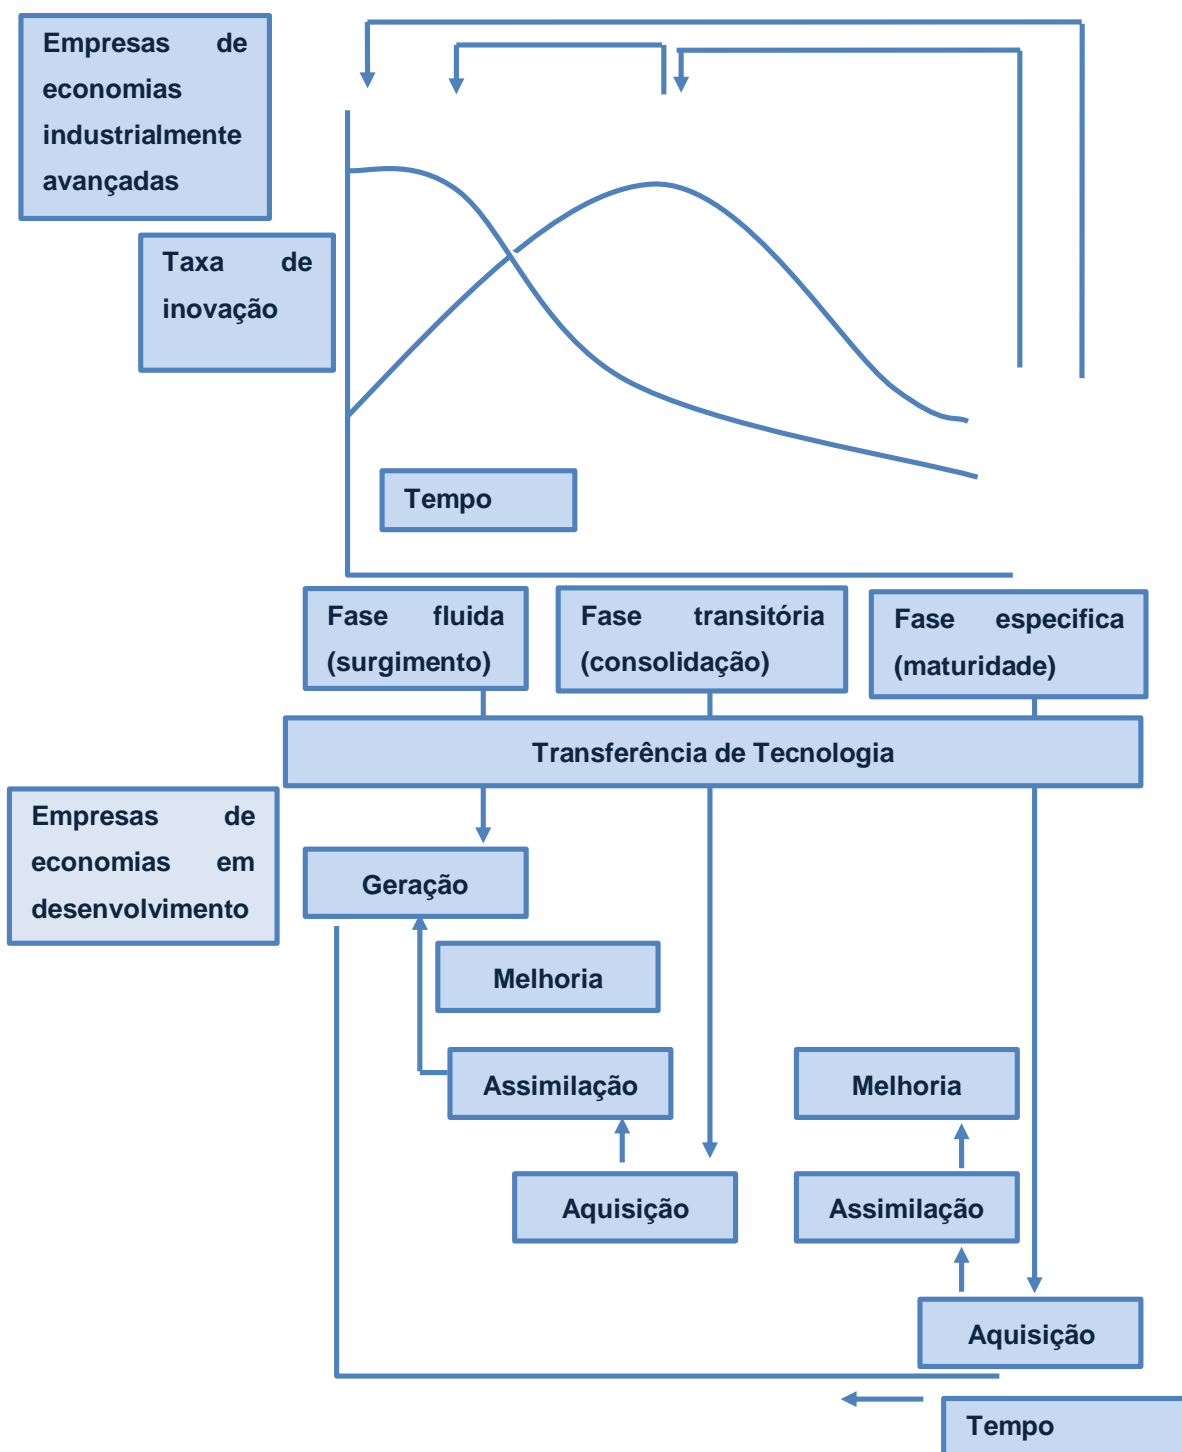 Empresas de
economias
industrialmente
avançadas
Taxa de
inovação
Tempo
Fase fluida
(surgimento)
Fase transitória
(consolidação)
Fase especifica
(maturidade)
Transferência de Tecnologia
Empresas de
economias em
desenvolvimento
Geração
Melhoria
Assimilação
Melhoria
Aquisição
Assimilação
Aquisição
Tempo